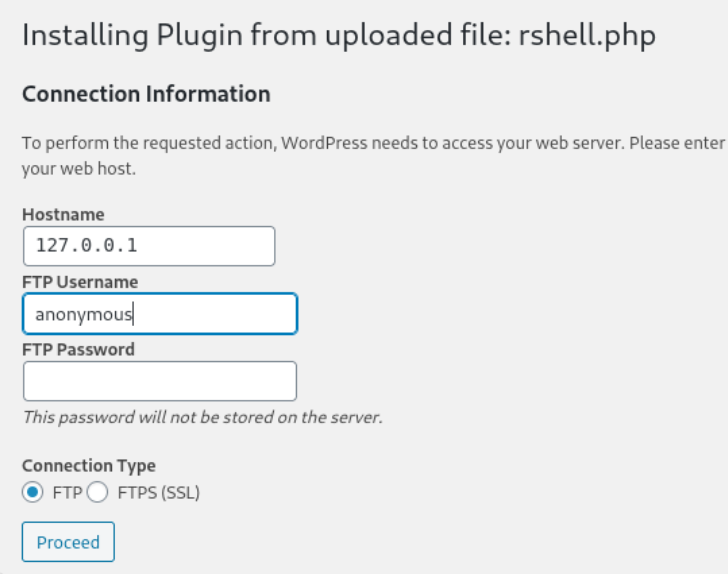 Installing Plugin from uploaded file: rshell.php
Connection Information
To perform the requested action, WordPress needs to access your web server. Please enter
your web host.
Hostname
127.0.0.1
FTP Username
anonymous
FTP Password
This password will not be stored on the server.
Connection Type
FTP FTPS (SSL)
Proceed